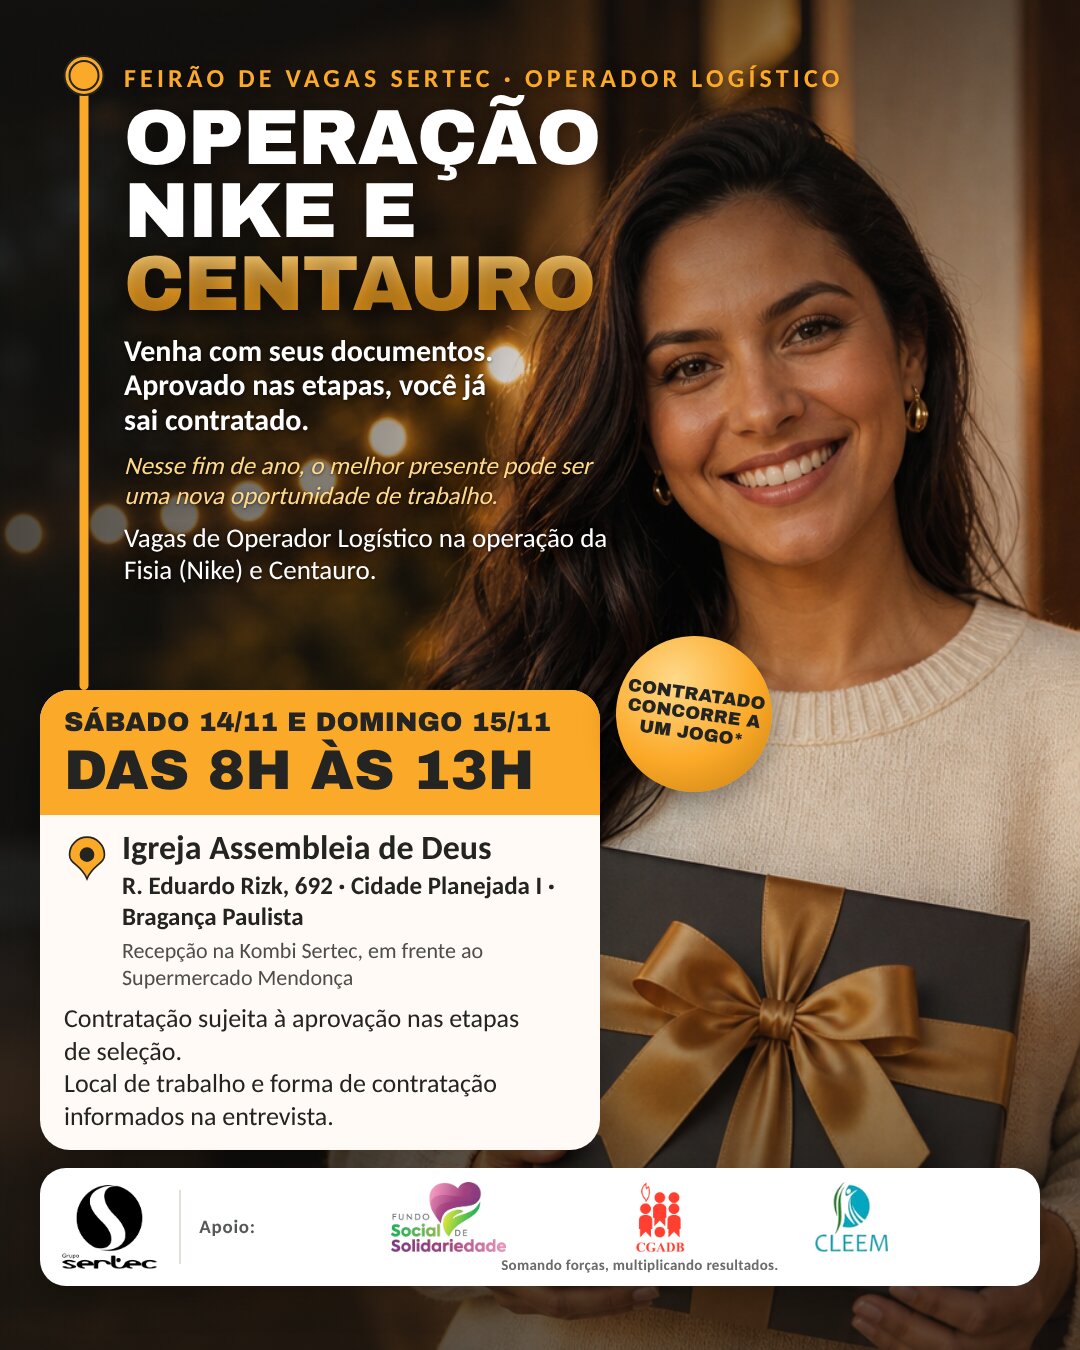 FEIRÃO DE VAGAS SERTEC · OPERADOR LOGÍSTICO
OPERAÇÃO
NIKE E
CENTAURO
Venha com seus documentos.
Aprovado nas etapas, você já
sai contratado.
Nesse fim de ano, o melhor presente pode ser
uma nova oportunidade de trabalho.
Vagas de Operador Logístico na operação da
Fisia (Nike) e Centauro.
CONTRATADO
CONCORRE A
UM JOGO*
SÁBADO 14/11 E DOMINGO 15/11
DAS 8H ÀS 13H
Igreja Assembleia de Deus
R. Eduardo Rizk, 692 · Cidade Planejada I ·
Bragança Paulista
Recepção na Kombi Sertec, em frente ao
Supermercado Mendonça
Contratação sujeita à aprovação nas etapas
de seleção.
Local de trabalho e forma de contratação
informados na entrevista.
Grupo
sertec
Apoio:
FUNDO
Social DE
Solidariedade
CGADB
CLEEM
Somando forças, multiplicando resultados.